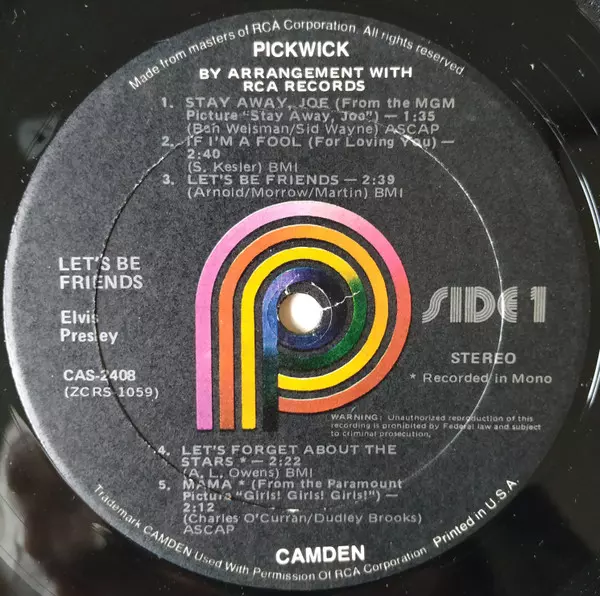 Made from masters of RCA Corporation. All rights reserved.
PICKWICK
BY ARRANGEMENT WITH
RCA RECORDS
1. STAY AWAY, JOE (From the MGM
Picture "Stay Away, Joe") — 1:35
(Ben Weisman/Sid Wayne) ASCAP
2. IF I'M A FOOL (For Loving You) —
2:40
(S. Kesler) BMI
3. LET'S BE FRIENDS — 2:39
(Arnold/Morrow/Martin) BMI
LET'S BE
FRIENDS
Elvis
Presley
CAS-2408
(ZCRS-1059)
SIDE 1
STEREO
* Recorded in Mono
WARNING: Unauthorized reproduction of this
recording is prohibited by Federal law and subject
to criminal prosecution.
4. LET'S FORGET ABOUT THE
STARS * — 2:22
(A. L. Owens) BMI
5. MAMA * (From the Paramount
Picture "Girls! Girls! Girls!") —
2:12
(Charles O'Curran/Dudley Brooks)
ASCAP
CAMDEN
Trademark CAMDEN Used With Permission Of RCA Corporation. Printed in U.S.A.